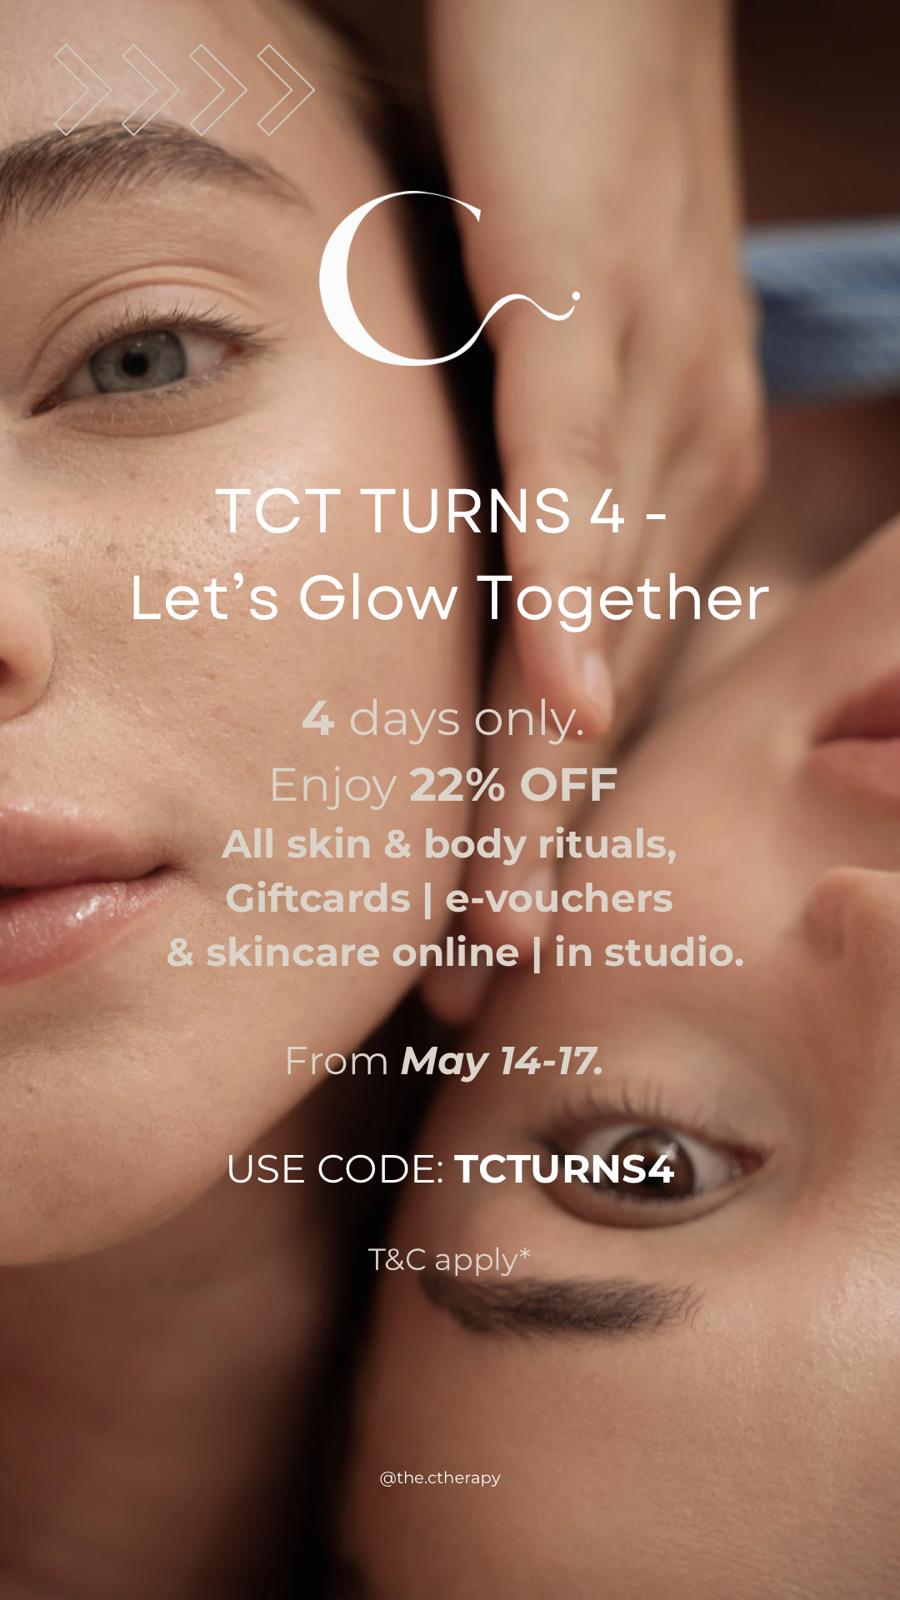 C
TCT TURNS 4 -
Let’s Glow Together
4 days only.
Enjoy 22% OFF
All skin & body rituals,
Giftcards | e-vouchers
& skincare online | in studio.
From May 14-17.
USE CODE: TCTURNS4
T&C apply*
@the.ctherapy